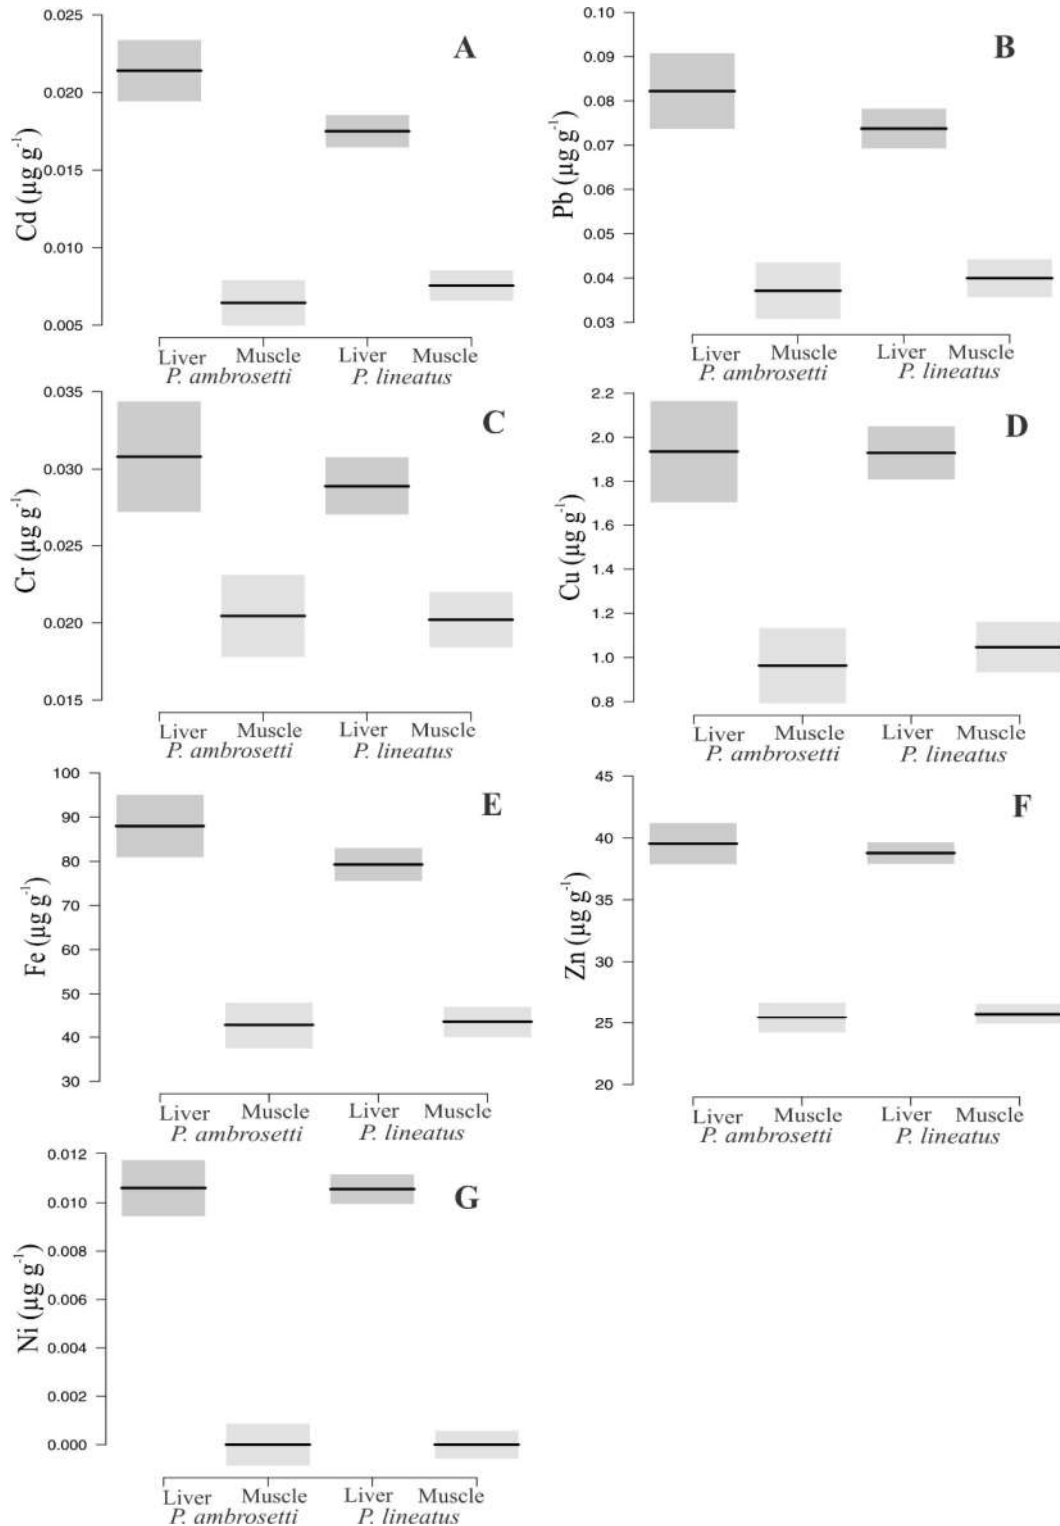 A
Cd (µg g-1)
0.025
0.020
0.015
0.010
0.005
Liver Muscle Liver Muscle
P. ambrosetti P. lineatus
B
Pb (µg g-1)
0.10
0.09
0.08
0.07
0.06
0.05
0.04
0.03
Liver Muscle Liver Muscle
P. ambrosetti P. lineatus
C
Cr (µg g-1)
0.035
0.030
0.025
0.020
0.015
Liver Muscle Liver Muscle
P. ambrosetti P. lineatus
D
Cu (µg g-1)
2.2
2.0
1.8
1.6
1.4
1.2
1.0
0.8
Liver Muscle Liver Muscle
P. ambrosetti P. lineatus
E
Fe (µg g-1)
100
90
80
70
60
50
40
30
Liver Muscle Liver Muscle
P. ambrosetti P. lineatus
F
Zn (µg g-1)
45
40
35
30
25
20
Liver Muscle Liver Muscle
P. ambrosetti P. lineatus
G
Ni (µg g-1)
0.012
0.010
0.008
0.006
0.004
0.002
0.000
Liver Muscle Liver Muscle
P. ambrosetti P. lineatus